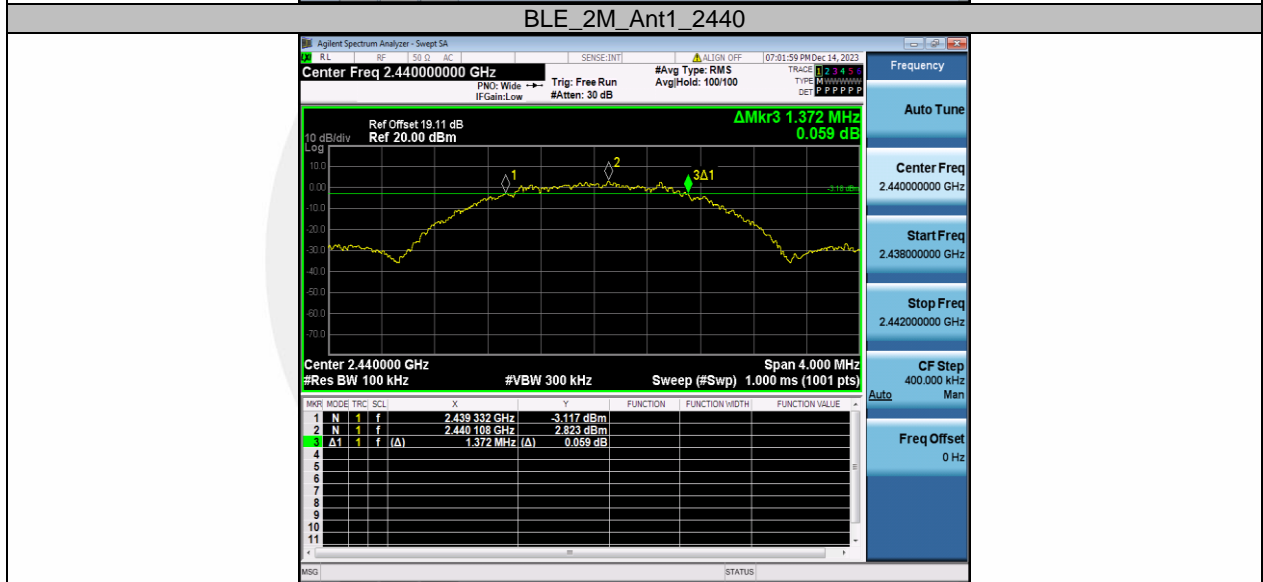 BLE_2M_Ant1_2440
Agilent Spectrum Analyzer - Swept SA
RL RF 50 Ω AC SENSE:INT ALIGN OFF 07:01:59 PM Dec 14, 2023
Center Freq 2.440000000 GHz
PNO: Wide
IFGain:Low
Trig: Free Run
#Atten: 30 dB
#Avg Type: RMS
Avg|Hold: 100/100
TRACE 1 2 3 4 5 6
TYPE M W W W W W
DET P P P P P P
Ref Offset 19.11 dB
10 dB/div Ref 20.00 dBm
Log
ΔMkr3 1.372 MHz
0.059 dB
10.0
0.00
-10.0
-20.0
-30.0
-40.0
-50.0
-60.0
-70.0
1
2
3Δ1
-3.18 dBm
Center 2.440000 GHz Span 4.000 MHz
#Res BW 100 kHz #VBW 300 kHz Sweep (#Swp) 1.000 ms (1001 pts)
MKR MODE TRC SCL X Y FUNCTION FUNCTION WIDTH FUNCTION VALUE
1 N 1 f 2.439 332 GHz -3.117 dBm
2 N 1 f 2.440 108 GHz 2.823 dBm
3 Δ1 1 f (Δ) 1.372 MHz (Δ) 0.059 dB
4
5
6
7
8
9
10
11
MSG STATUS
Frequency
Auto Tune
Center Freq
2.440000000 GHz
Start Freq
2.438000000 GHz
Stop Freq
2.442000000 GHz
CF Step
400.000 kHz
Auto Man
Freq Offset
0 Hz